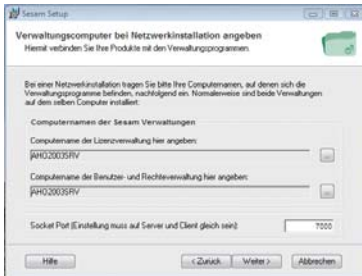 Sesam Setup
Verwaltungscomputer bei Netzwerkinstallation angeben
Hiermit verbinden Sie Ihre Produkte mit den Verwaltungsprogrammen.
Bei einer Netzwerkinstallation tragen Sie bitte Ihre Computernamen, auf denen sich die
Verwaltungsprogramme befinden, nachfolgend ein. Normalerweise sind beide Verwaltungen
auf dem selben Computer installiert.
Computernamen der Sesam Verwaltungen
Computername der Lizenzverwaltung hier angeben:
AHO2003SRV
...
Computername der Benutzer- und Rechteverwaltung hier angeben:
AHO2003SRV
...
Socket Port (Einstellung muss auf Server und Client gleich sein):
7000
Hilfe
< Zurück
Weiter >
Abbrechen